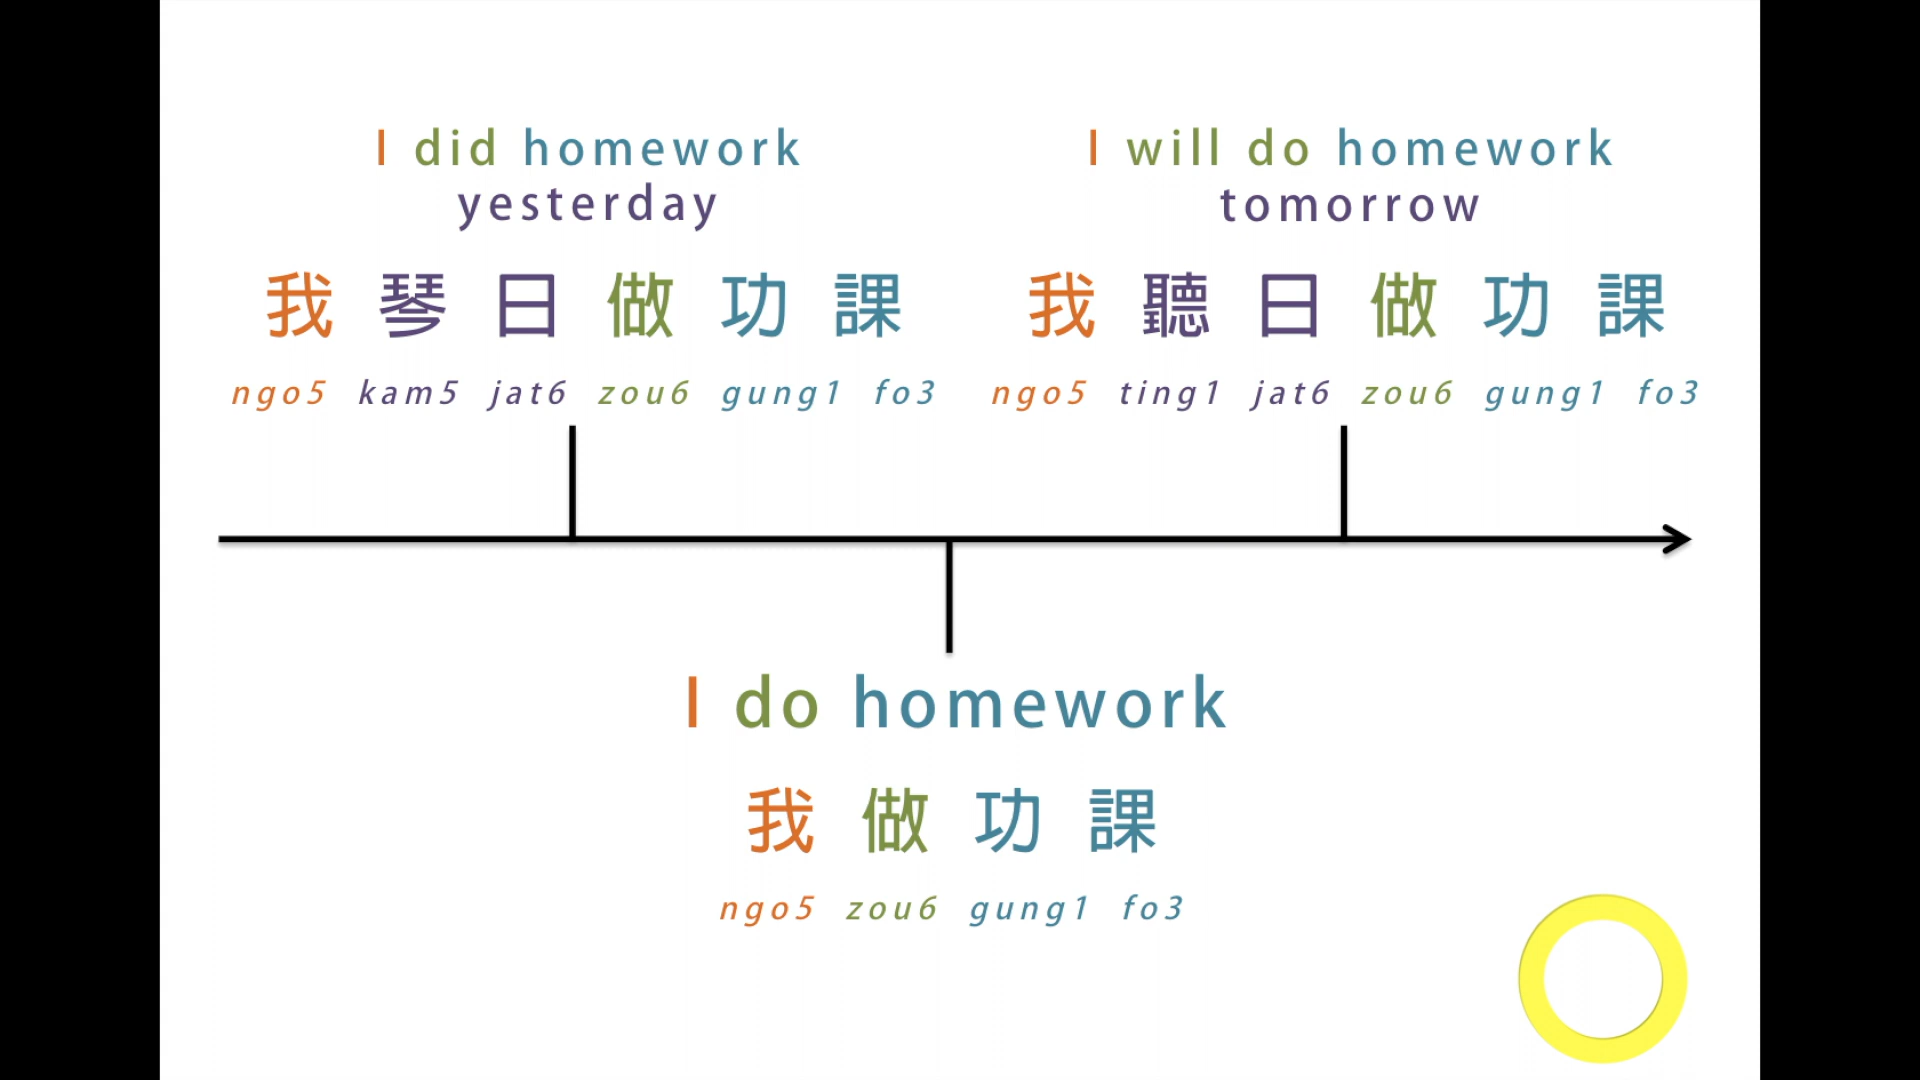 I did homework
yesterday
我 琴 日 做 功 課
ngo5 kam5 jat6 zou6 gung1 fo3
I will do homework
tomorrow
我 聽 日 做 功 課
ngo5 ting1 jat6 zou6 gung1 fo3
I do homework
我 做 功 課
ngo5 zou6 gung1 fo3